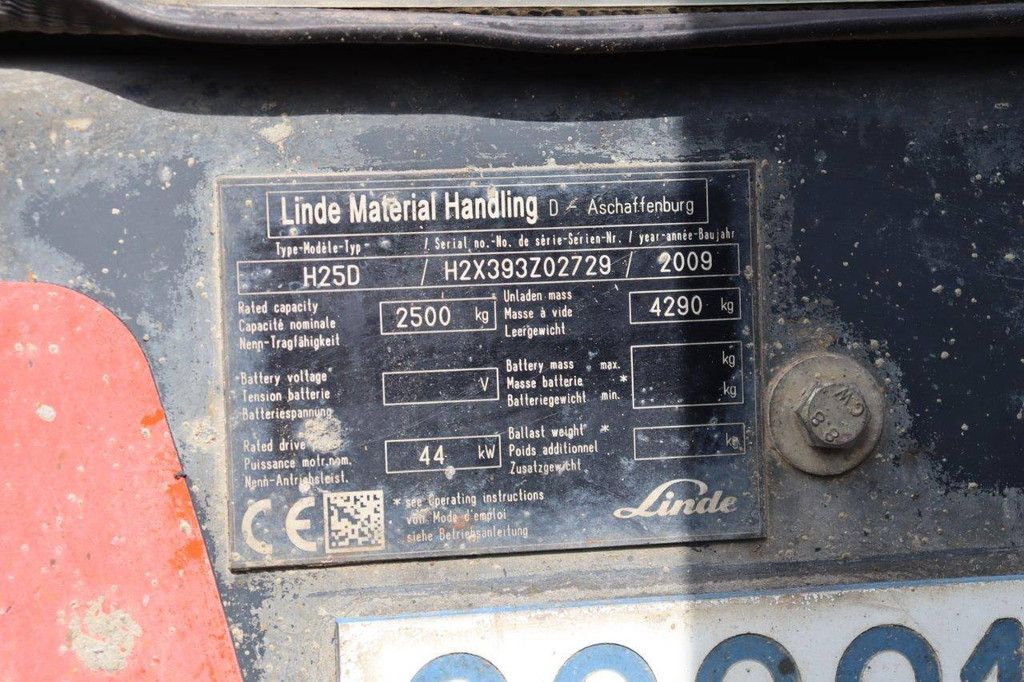 Linde Material Handling D - Aschaffenburg
Type-Modèle-Typ - / Serial no.-No. de série-Serien-Nr. / year-année-Baujahr
H25D / H2X393Z02729 / 2009
Rated capacity
Capacité nominale
Nenn-Tragfähigkeit
2500 kg
Unladen mass
Masse à vide
Leergewicht
4290 kg
Battery voltage
Tension batterie
Batteriespannung
V
Battery mass max. kg
Masse batterie *
Batteriegewicht min. kg
Rated drive power
Puissance motr.nom.
Nenn-Antriebsleist.
44 kW
Ballast weight *
Poids additionnel
Zusatzgewicht
kg
CE
* see Operating instructions
voir Mode d'emploi
siehe Betriebsanleitung
Linde
8.8